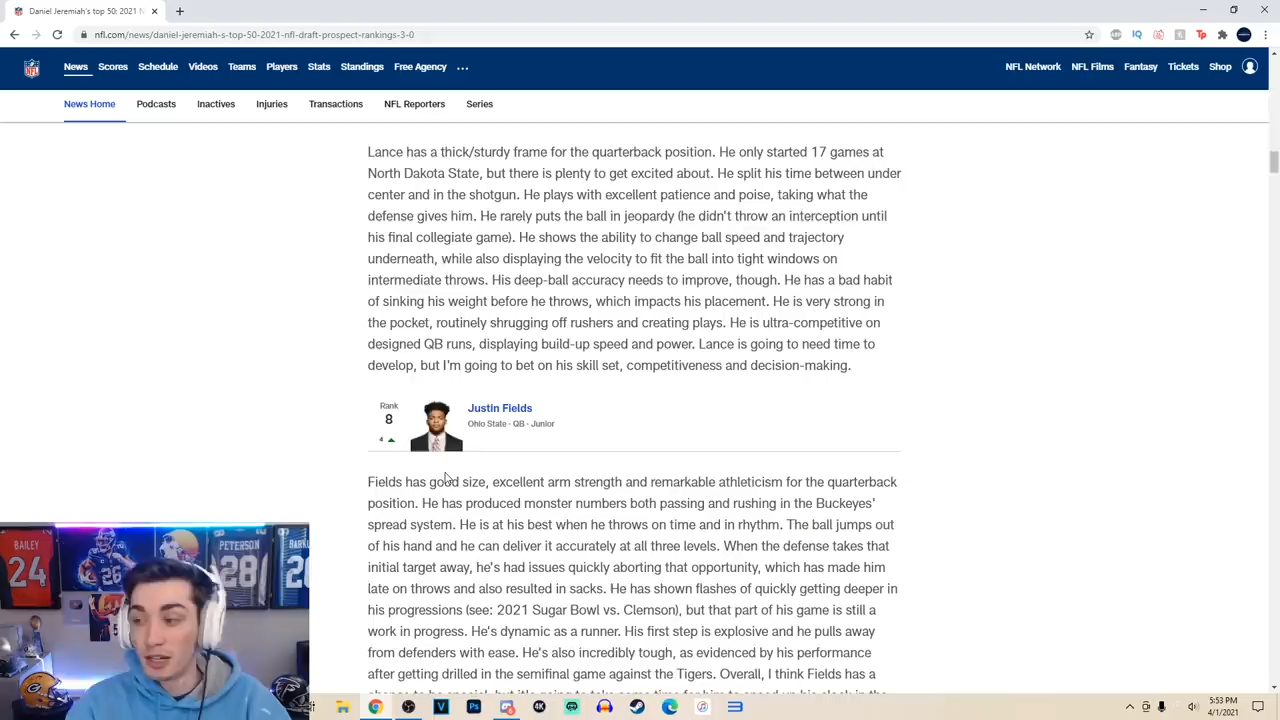 Daniel Jeremiah's top 50: 2021 N
nfl.com/news/daniel-jeremiah-s-top-50-2021-nfl-draft-prospect-rankings-3-0
News Scores Schedule Videos Teams Players Stats Standings Free Agency ... NFL Network NFL Films Fantasy Tickets Shop
News Home Podcasts Inactives Injuries Transactions NFL Reporters Series
Lance has a thick/sturdy frame for the quarterback position. He only started 17 games at
North Dakota State, but there is plenty to get excited about. He split his time between under
center and in the shotgun. He plays with excellent patience and poise, taking what the
defense gives him. He rarely puts the ball in jeopardy (he didn't throw an interception until
his final collegiate game). He shows the ability to change ball speed and trajectory
underneath, while also displaying the velocity to fit the ball into tight windows on
intermediate throws. His deep-ball accuracy needs to improve, though. He has a bad habit
of sinking his weight before he throws, which impacts his placement. He is very strong in
the pocket, routinely shrugging off rushers and creating plays. He is ultra-competitive on
designed QB runs, displaying build-up speed and power. Lance is going to need time to
develop, but I'm going to bet on his skill set, competitiveness and decision-making.
Rank
8
4
Justin Fields
Ohio State · QB · Junior
Fields has good size, excellent arm strength and remarkable athleticism for the quarterback
position. He has produced monster numbers both passing and rushing in the Buckeyes'
spread system. He is at his best when he throws on time and in rhythm. The ball jumps out
of his hand and he can deliver it accurately at all three levels. When the defense takes that
initial target away, he's had issues quickly aborting that opportunity, which has made him
late on throws and also resulted in sacks. He has shown flashes of quickly getting deeper in
his progressions (see: 2021 Sugar Bowl vs. Clemson), but that part of his game is still a
work in progress. He's dynamic as a runner. His first step is explosive and he pulls away
from defenders with ease. He's also incredibly tough, as evidenced by his performance
after getting drilled in the semifinal game against the Tigers. Overall, I think Fields has a
BAILEY
24
26
PETERSON
28
5
5:53 PM
4/1/2021